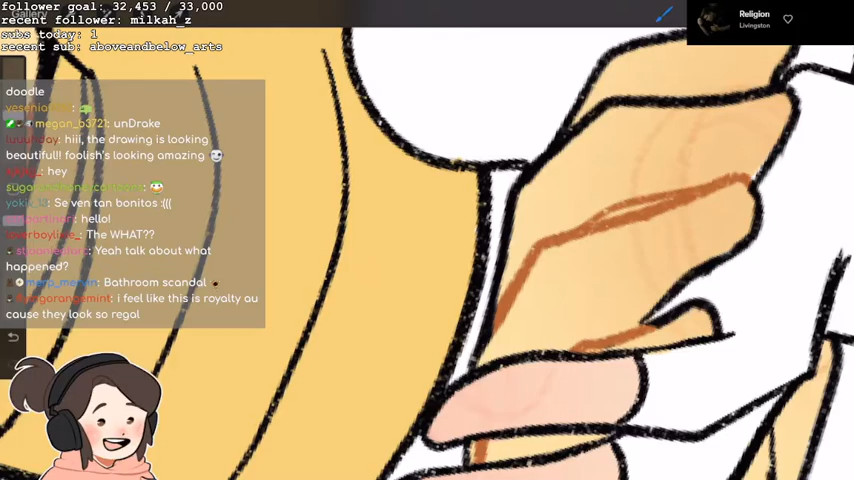 follower goal: 32,453 / 33,000
recent follower: milkah_z
subs today: 1
recent sub: aboveandbelow_arts
Religion
Livingston
doodle
megan_b3721: unDrake
hiii, the drawing is looking
beautiful!! foolish's looking amazing
hey
Se ven tan bonitos :(((
hello!
The WHAT??
Yeah talk about what
happened?
Bathroom scandal
i feel like this is royalty au
cause they look so regal